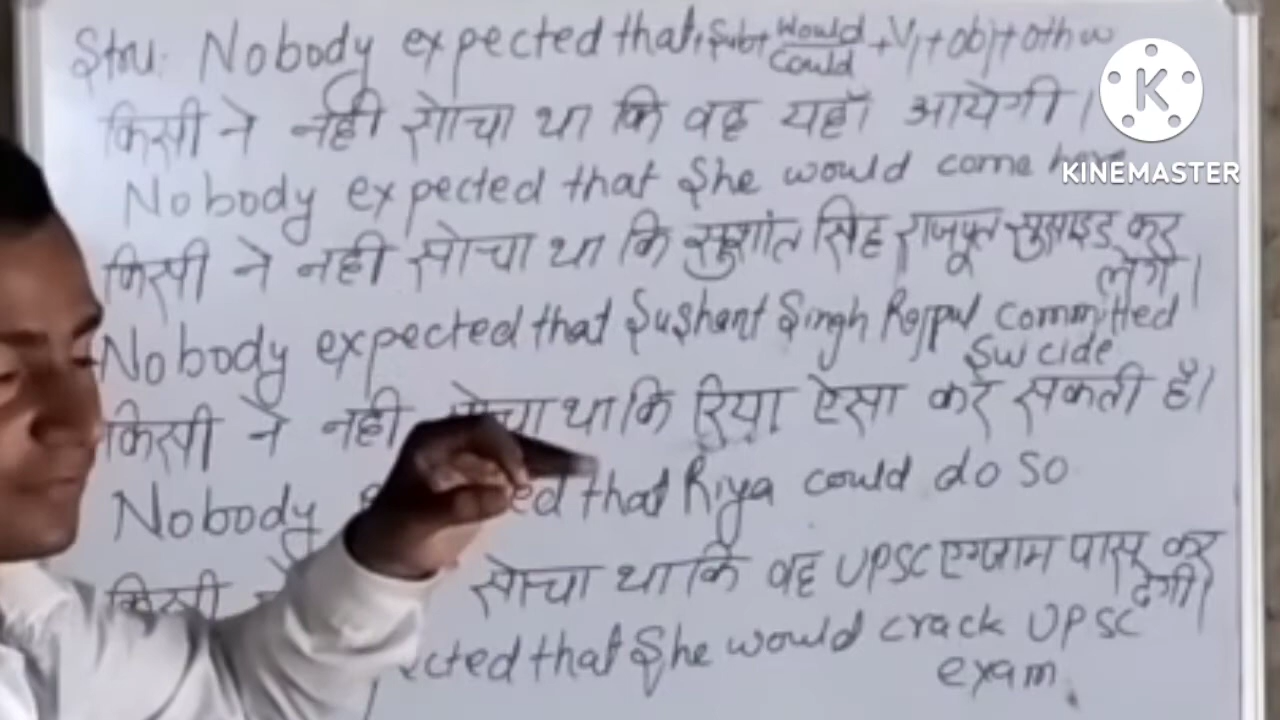 Stru: Nobody expected that + Sub + Would / Could + V1 + obj + oth w
किसी ने नही सोचा था कि वह यहाँ आयेगी।
Nobody expected that She would come here
किसी ने नही सोचा था कि सुशांत सिंह राजपूत सुसाइड कर
लेंगे।
Nobody expected that Sushant Singh Rajput Committed
Suicide
किसी ने नही सोचा था कि रिया ऐसा कर सकती है।
Nobody that Riya could do so
किसी सोचा था कि वह UPSC एग्जाम पास कर
देगी।
that She would crack UPSC
exam.
K
KINEMASTER